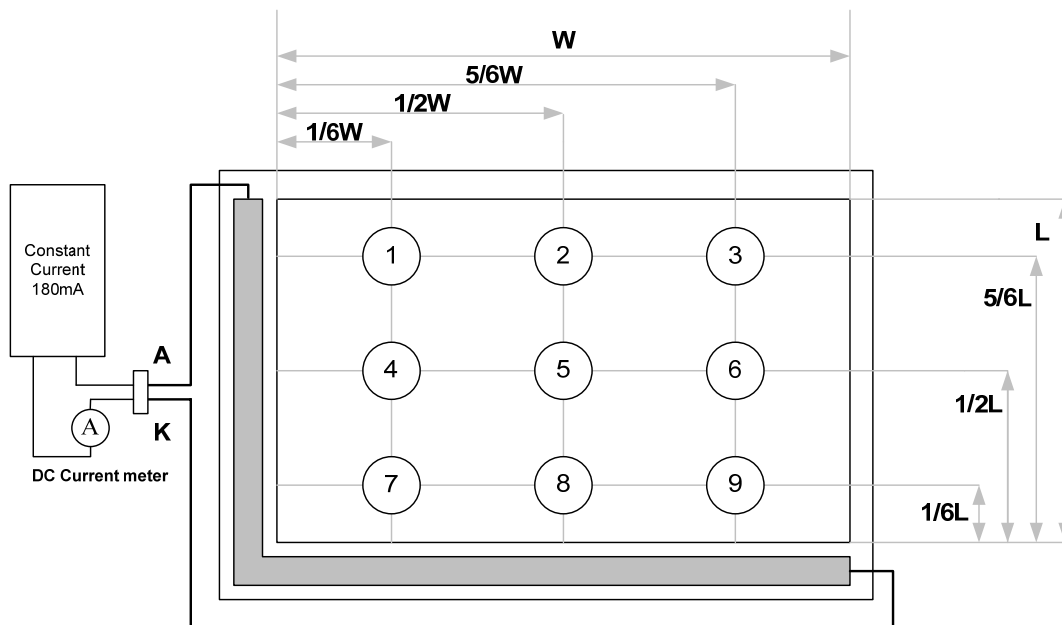 W
5/6W
1/2W
1/6W
Constant
Current
180mA
A
K
A
DC Current meter
1
2
3
4
5
6
7
8
9
L
5/6L
1/2L
1/6L